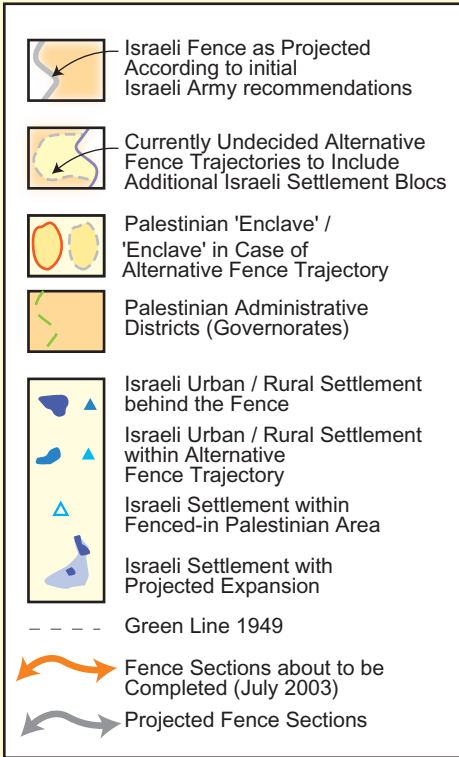 Israeli Fence as Projected
According to initial
Israeli Army recommendations
Currently Undecided Alternative
Fence Trajectories to Include
Additional Israeli Settlement Blocs
Palestinian 'Enclave' /
'Enclave' in Case of
Alternative Fence Trajectory
Palestinian Administrative
Districts (Governorates)
Israeli Urban / Rural Settlement
behind the Fence
Israeli Urban / Rural Settlement
within Alternative
Fence Trajectory
Israeli Settlement within
Fenced-in Palestinian Area
Israeli Settlement with
Projected Expansion
Green Line 1949
Fence Sections about to be
Completed (July 2003)
Projected Fence Sections